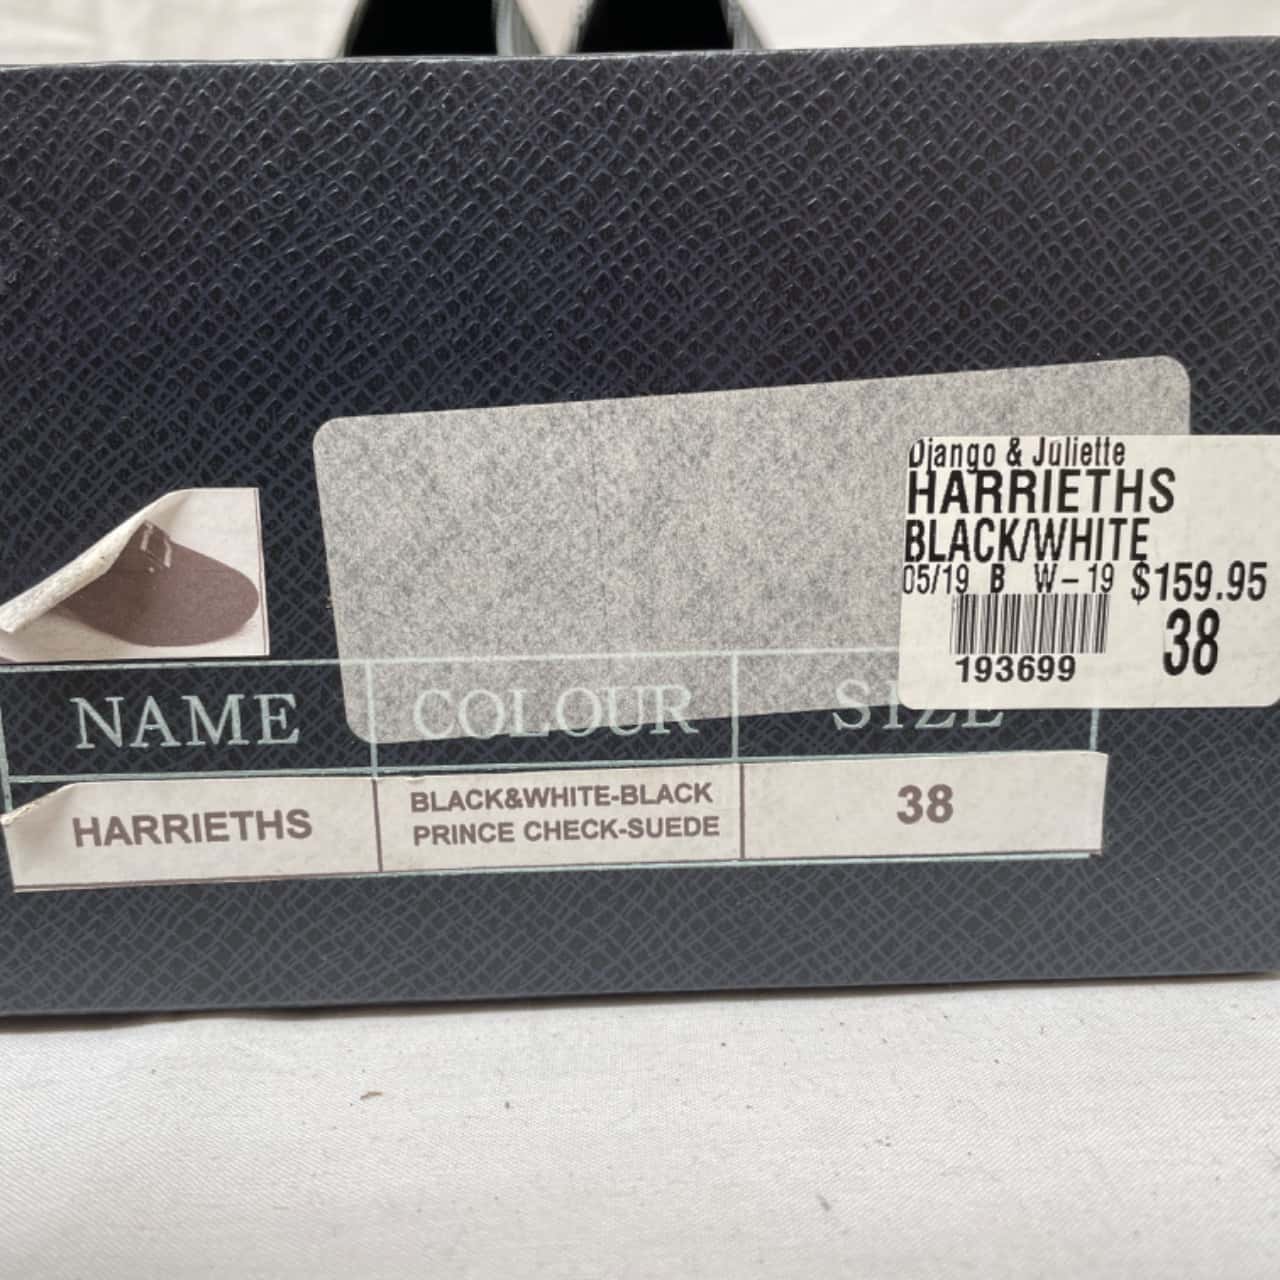 Django & Juliette
HARRIETHS
BLACK/WHITE
05/19 B W-19 $159.95
193699 38
NAME COLOUR SIZE
HARRIETHS BLACK&WHITE-BLACK PRINCE CHECK-SUEDE 38